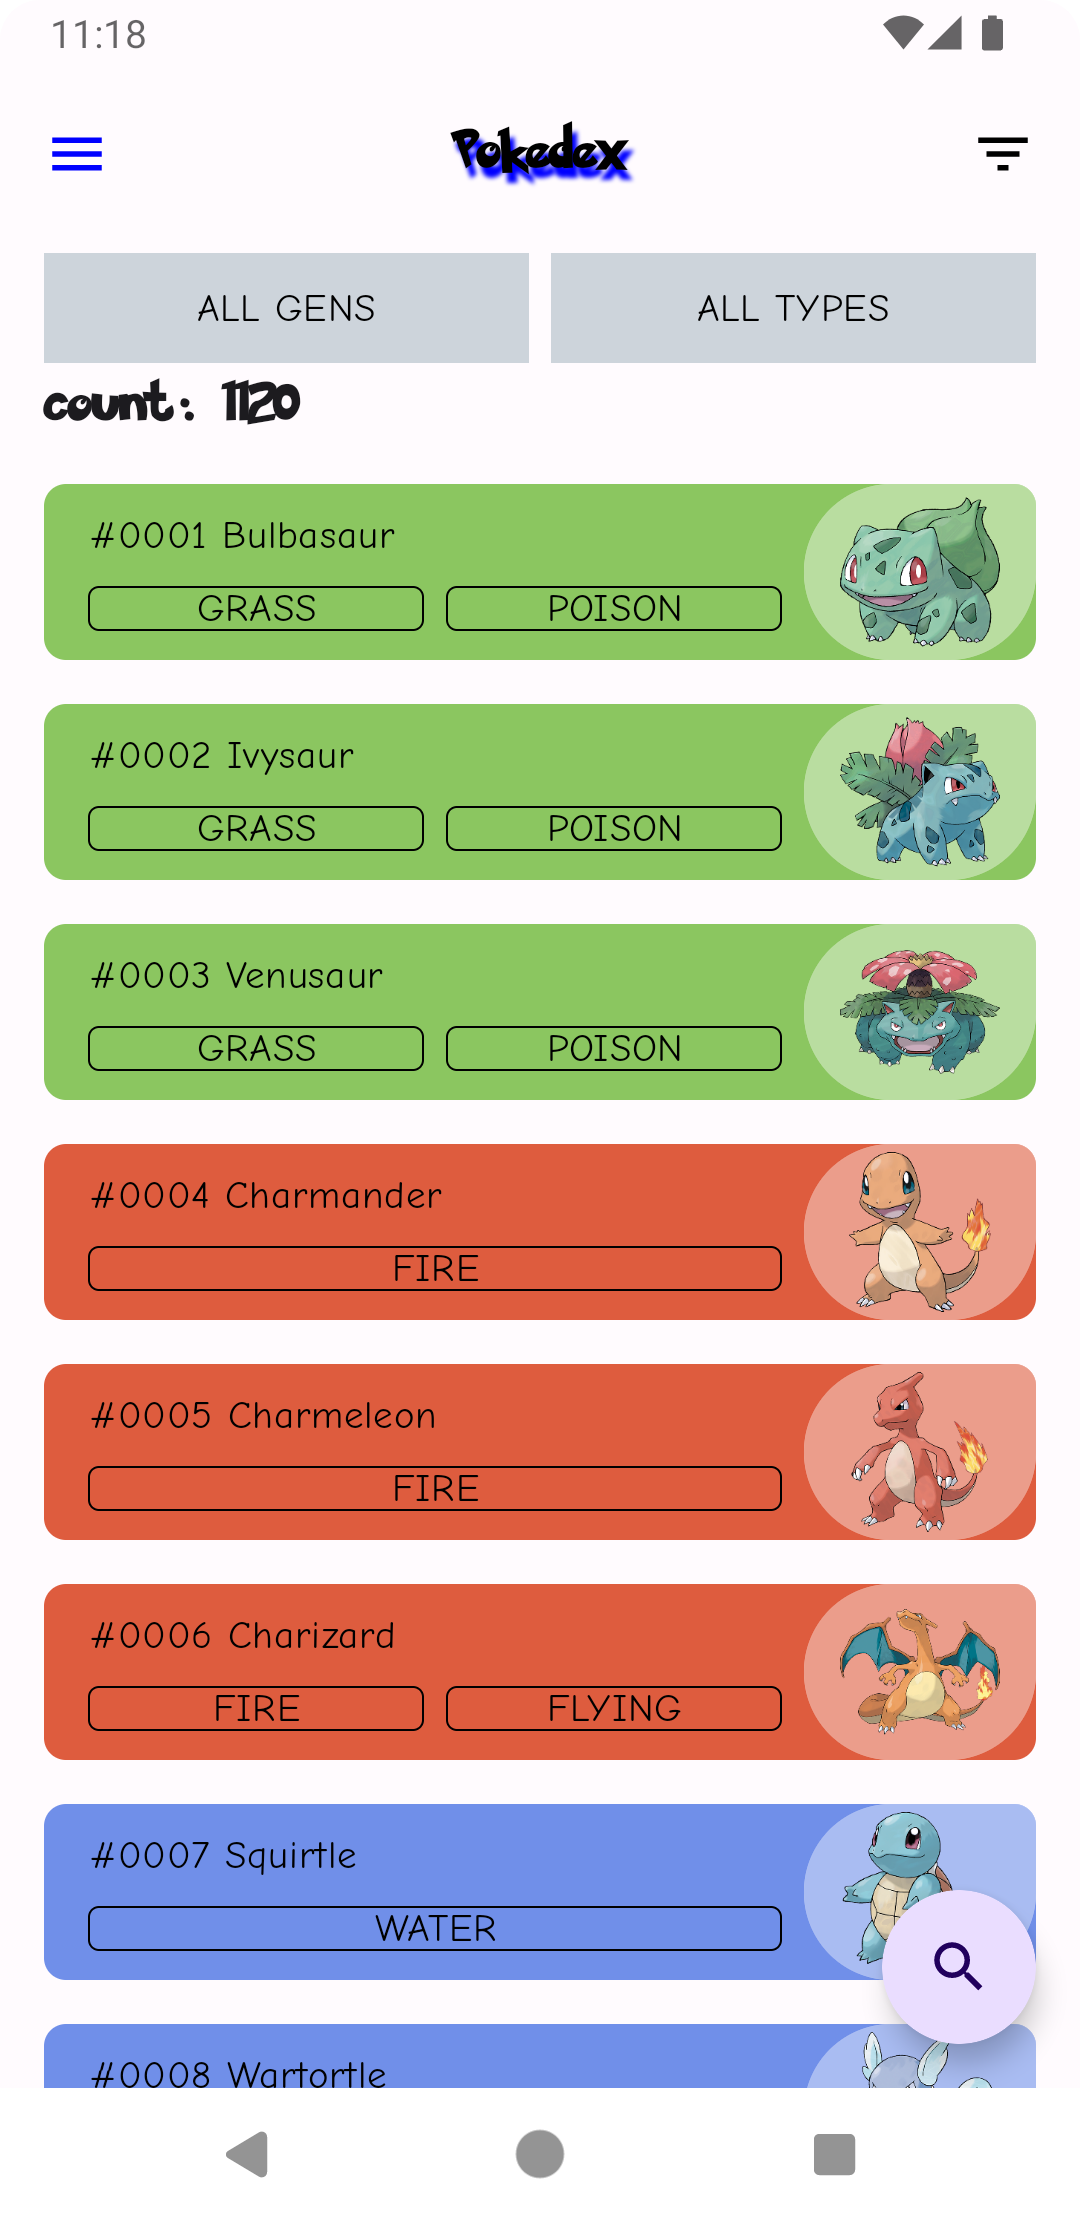 11:18
Pokedex
ALL GENS
ALL TYPES
count: 1120
#0001 Bulbasaur
GRASS
POISON
#0002 Ivysaur
GRASS
POISON
#0003 Venusaur
GRASS
POISON
#0004 Charmander
FIRE
#0005 Charmeleon
FIRE
#0006 Charizard
FIRE
FLYING
#0007 Squirtle
WATER
#0008 Wartortle